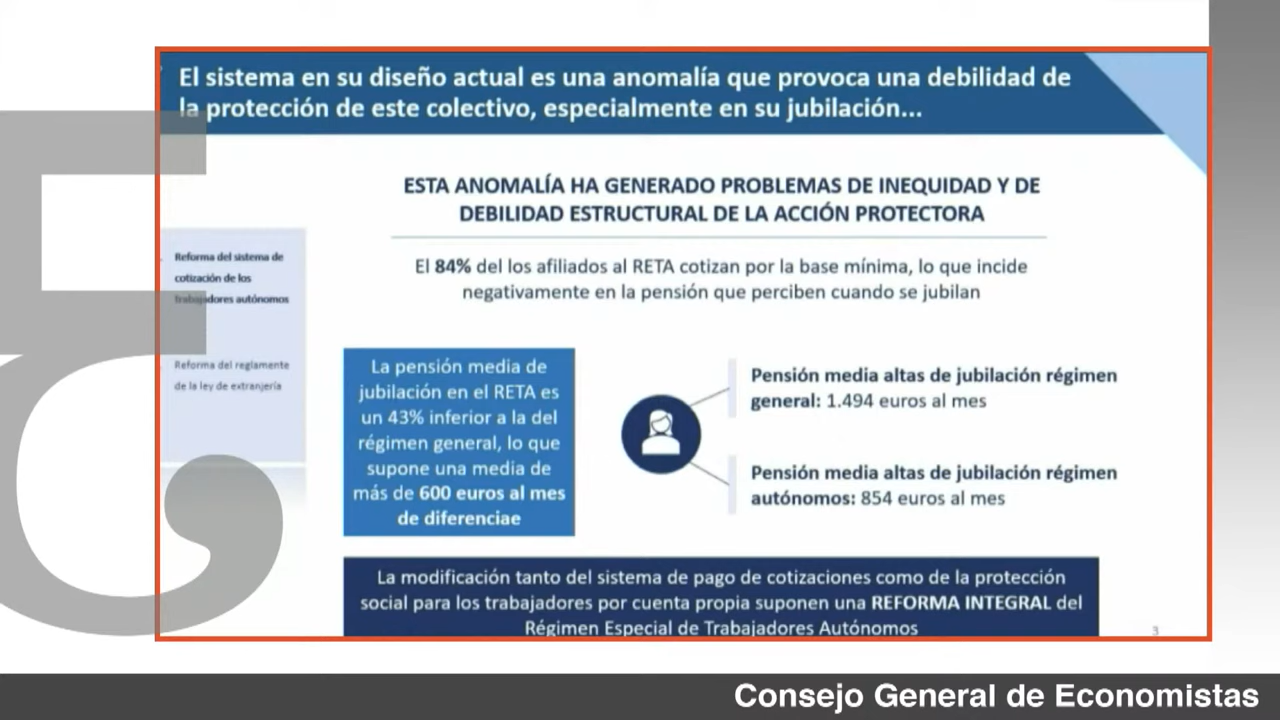 El sistema en su diseño actual es una anomalía que provoca una debilidad de
la protección de este colectivo, especialmente en su jubilación...
ESTA ANOMALÍA HA GENERADO PROBLEMAS DE INEQUIDAD Y DE
DEBILIDAD ESTRUCTURAL DE LA ACCIÓN PROTECTORA
El 84% del los afiliados al RETA cotizan por la base mínima, lo que incide
negativamente en la pensión que perciben cuando se jubilan
Reforma del sistema de
cotización de los
trabajadores autónomos
Reforma del reglamente
de la ley de extranjería
La pensión media de
jubilación en el RETA es
un 43% inferior a la del
régimen general, lo que
supone una media de
más de 600 euros al mes
de diferenciae
Pensión media altas de jubilación régimen
general: 1.494 euros al mes
Pensión media altas de jubilación régimen
autónomos: 854 euros al mes
La modificación tanto del sistema de pago de cotizaciones como de la protección
social para los trabajadores por cuenta propia suponen una REFORMA INTEGRAL del
Régimen Especial de Trabajadores Autónomos
3
Consejo General de Economistas